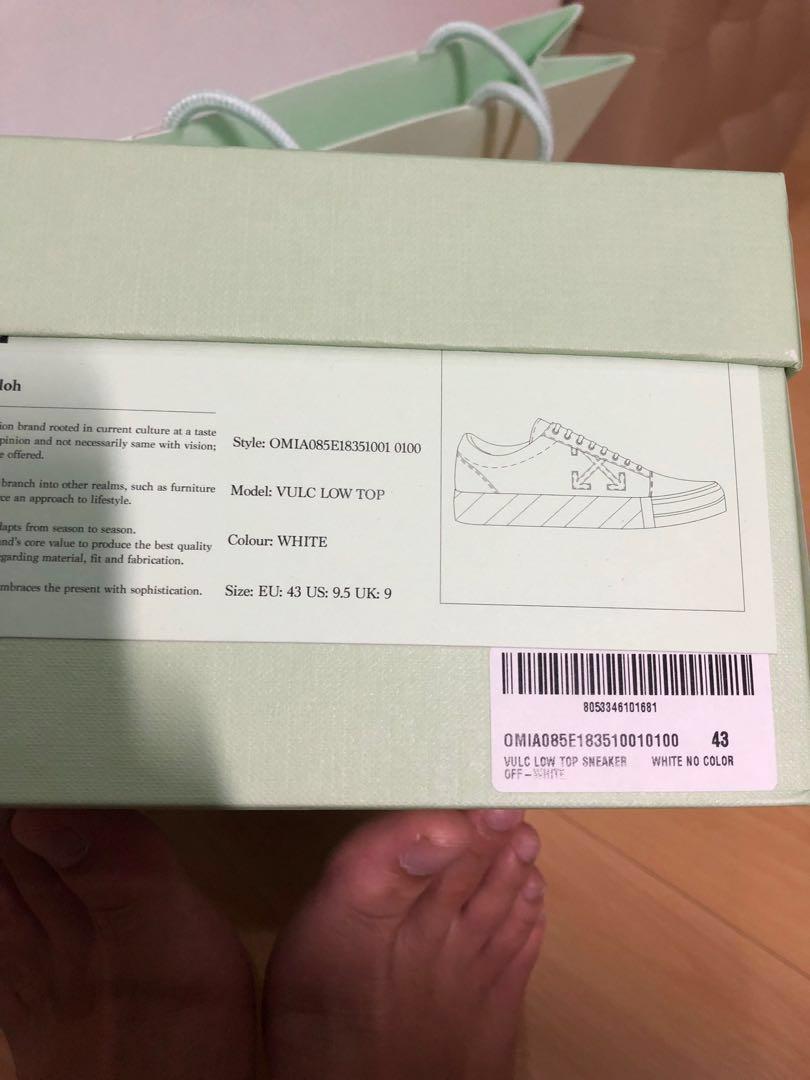 loh
ion brand rooted in current culture at a taste
pinion and not necessarily same with vision;
e offered.
branch into other realms, such as furniture
ce an approach to lifestyle.
lapts from season to season.
nd's core value to produce the best quality
garding material, fit and fabrication.
mbraces the present with sophistication.
Style: OMIA085E18351001 0100
Model: VULC LOW TOP
Colour: WHITE
Size: EU: 43 US: 9.5 UK: 9
8053346101681
OMIA085E183510010100 43
VULC LOW TOP SNEAKER WHITE NO COLOR
OFF-WHITE